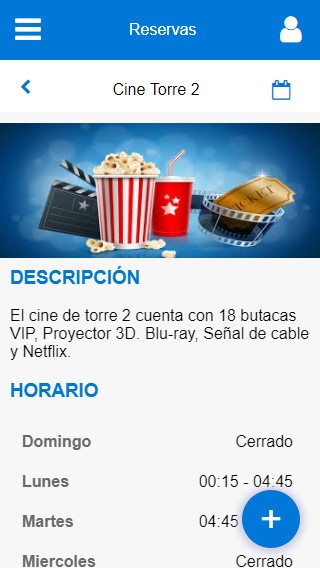 Reservas
Cine Torre 2
TICKET
DESCRIPCIÓN
El cine de torre 2 cuenta con 18 butacas
VIP, Proyector 3D. Blu-ray, Señal de cable
y Netflix.
HORARIO
Domingo Cerrado
Lunes 00:15 - 04:45
Martes 04:45
Miercoles Cerrado